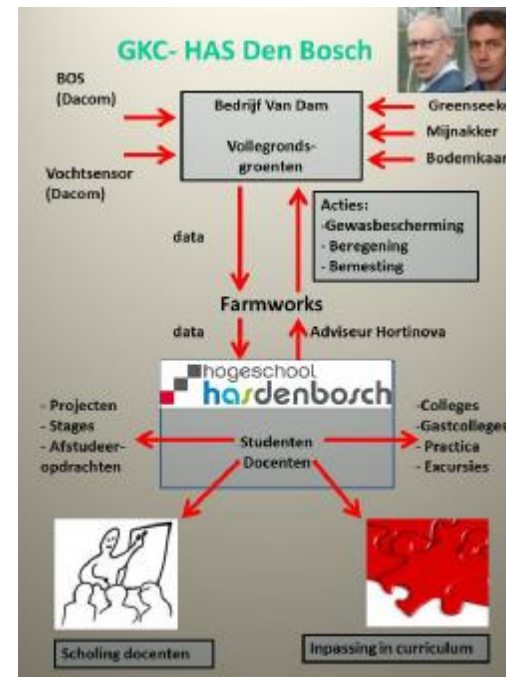 GKC- HAS Den Bosch
BOS
(Dacom)
Vochtsensor
(Dacom)
Bedrijf Van Dam
Vollegronds-
groenten
Greenseeke
Mijnakker
Bodemkaar
Acties:
-Gewasbescherming
- Beregening
- Bemesting
data
Farmworks
data
Adviseur Hortinova
hogeschool
hasdenbosch
- Projecten
- Stages
- Afstudeer-
opdrachten
Studenten
Docenten
-Colleges
-Gastcolleges
- Practica
- Excursies
Scholing docenten
Inpassing in curriculum